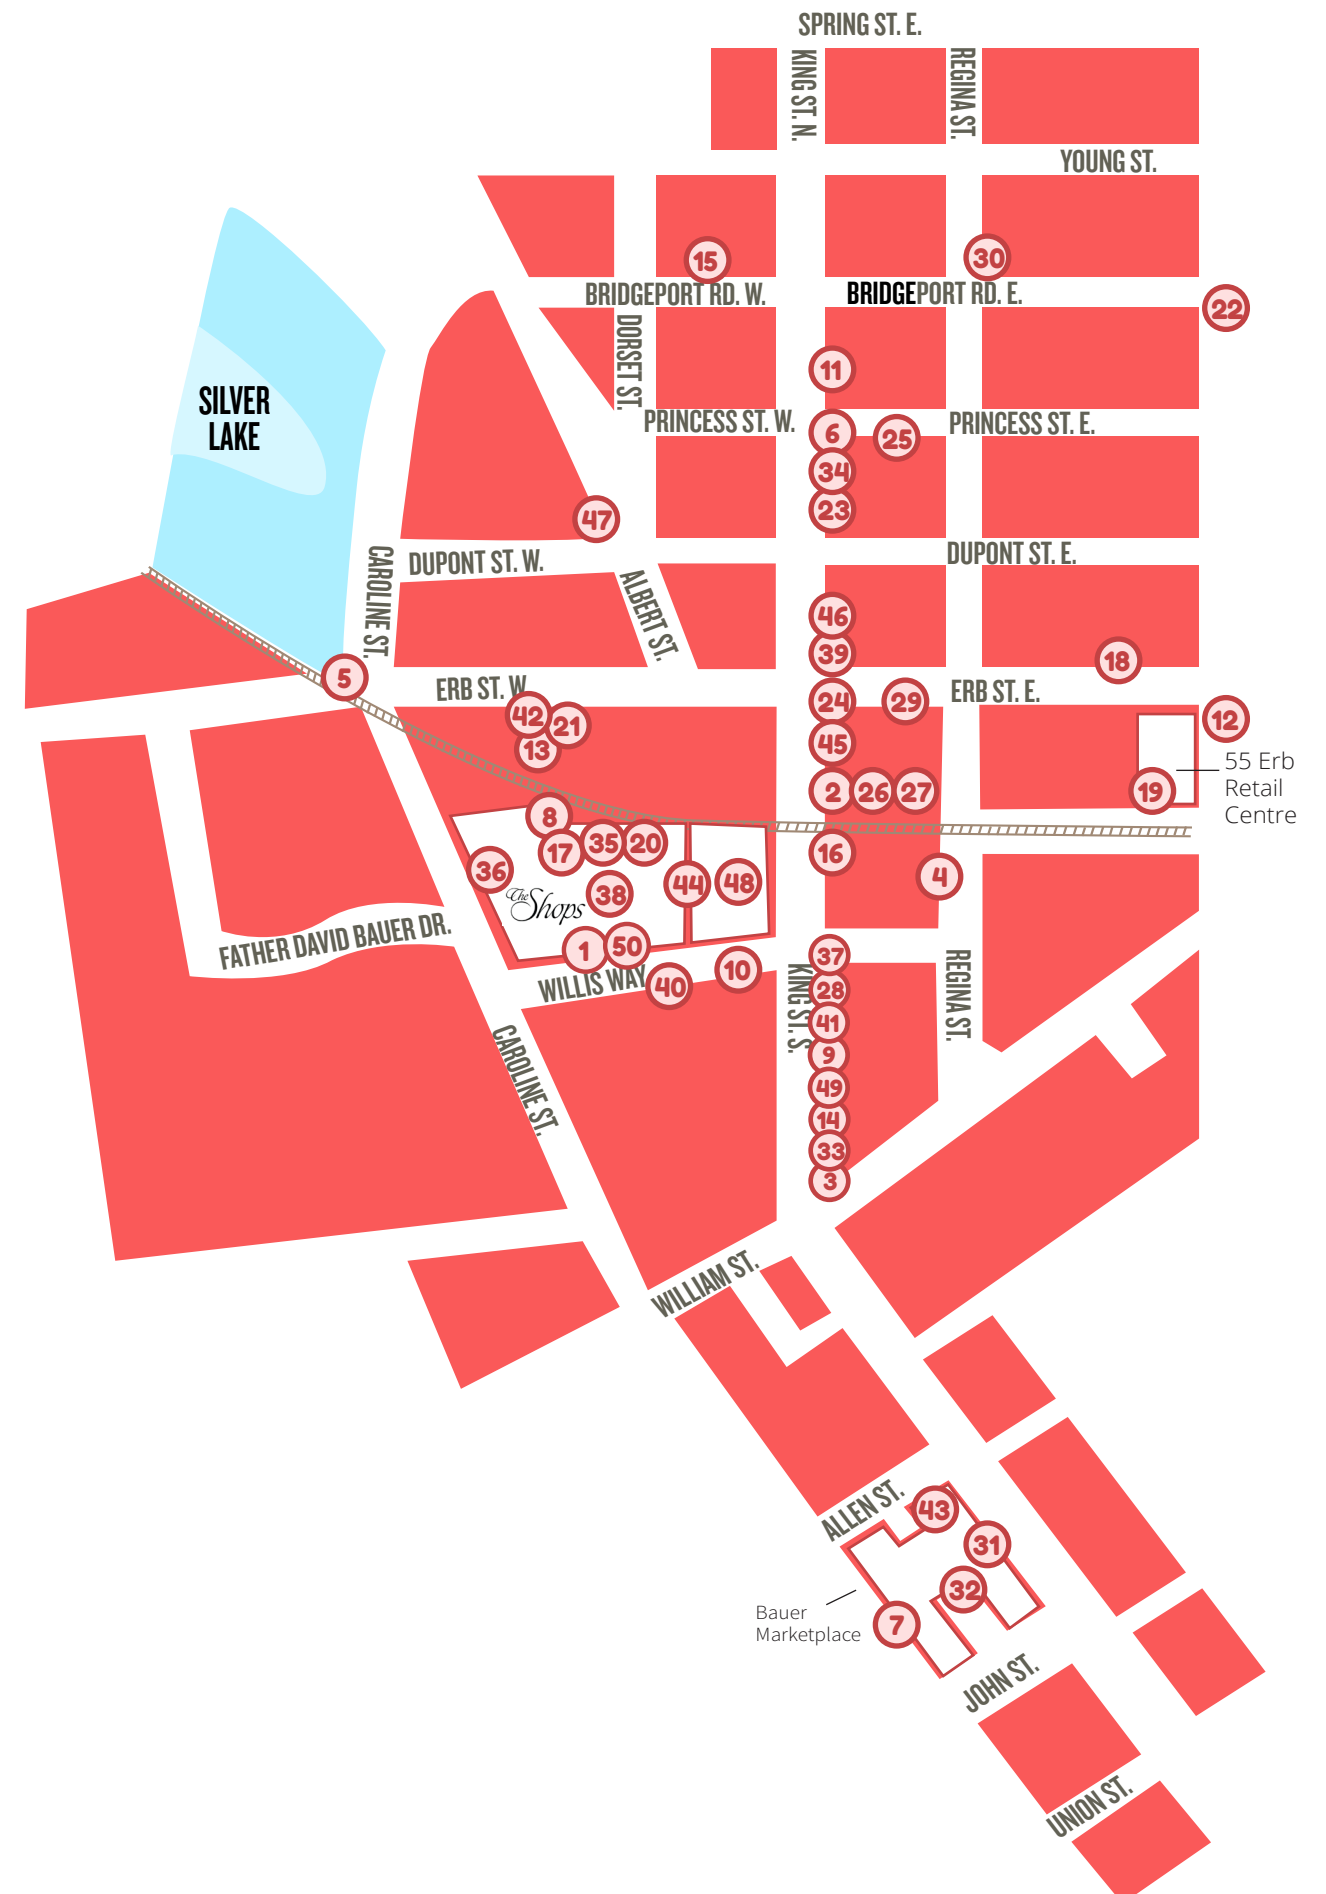 SPRING ST. E.
KING ST. N.
REGINA ST.
YOUNG ST.
15
30
BRIDGEPORT RD. W.
BRIDGEPORT RD. E.
22
DORSET ST.
11
SILVER
LAKE
PRINCESS ST. W.
6
25
PRINCESS ST. E.
34
23
47
DUPONT ST. W.
DUPONT ST. E.
CAROLINE ST.
ALBERT ST.
46
39
18
5
ERB ST. W.
ERB ST. E.
42
21
13
24
29
12
45
55 Erb
Retail
Centre
2
26
27
19
8
17
35
20
16
36
38
44
48
4
The Shops
FATHER DAVID BAUER DR.
1
50
WILLIS WAY
40
10
37
KING ST. S.
REGINA ST.
28
41
9
49
14
33
3
CAROLINE ST.
WILLIAM ST.
ALLEN ST.
43
31
32
7
Bauer
Marketplace
JOHN ST.
UNION ST.